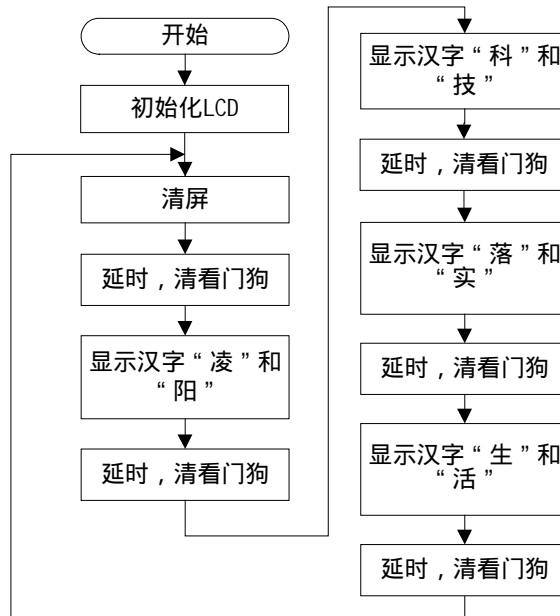 开始
初始化LCD
清屏
延时，清看门狗
显示汉字“凌”和
“阳”
延时，清看门狗
显示汉字“科”和
“技”
延时，清看门狗
显示汉字“落”和
“实”
延时，清看门狗
显示汉字“生”和
“活”
延时，清看门狗